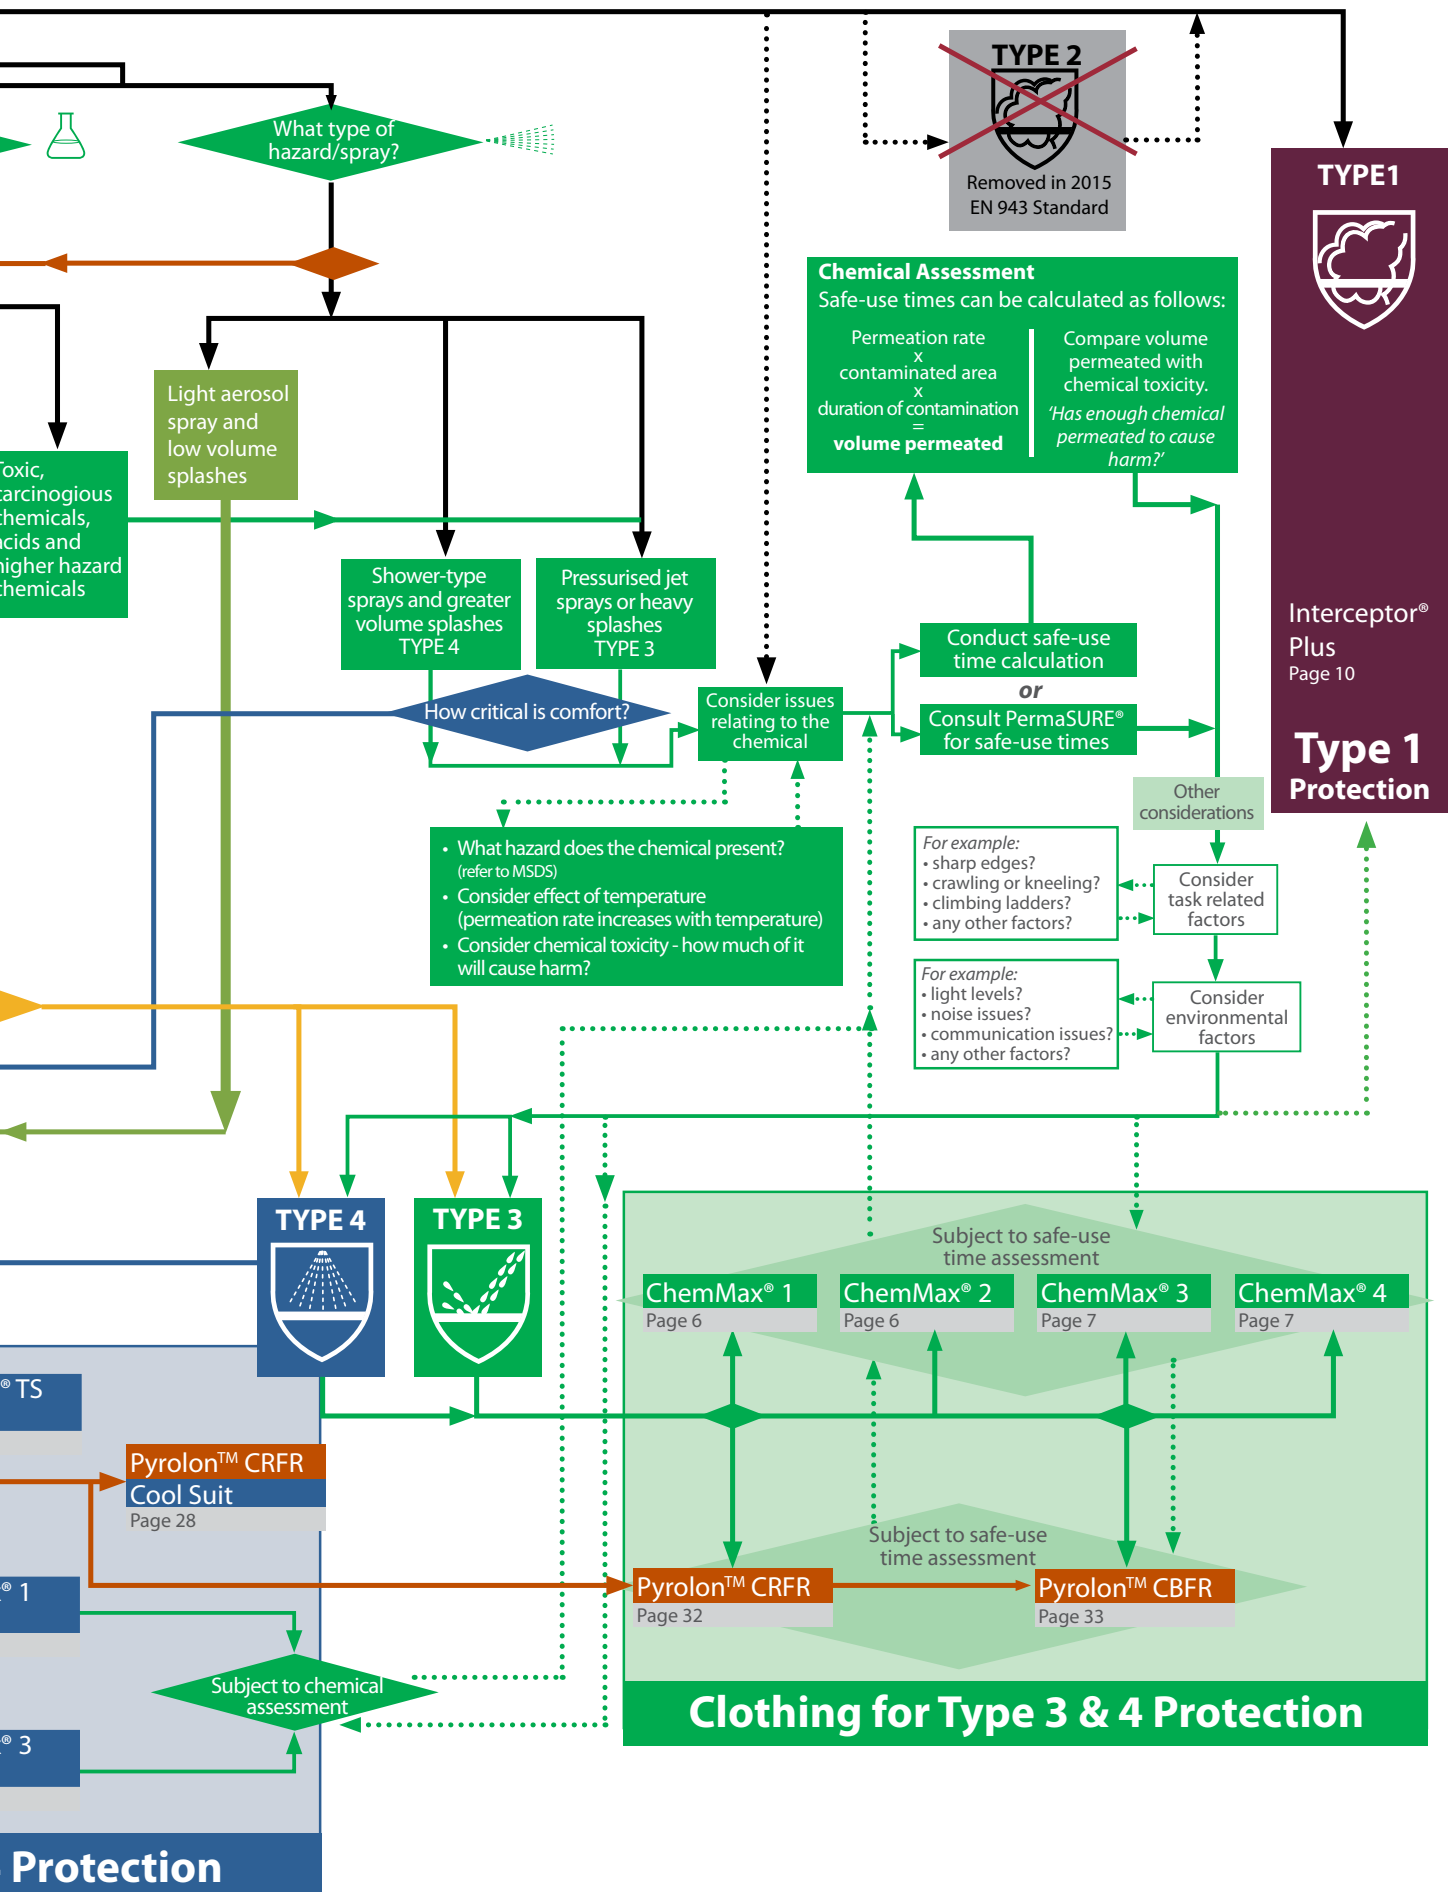 What type of
hazard/spray?
TYPE 2
Removed in 2015
EN 943 Standard
TYPE1
Interceptor®
Plus
Page 10
Type 1
Protection
Chemical Assessment
Safe-use times can be calculated as follows:
Permeation rate
x
contaminated area
x
duration of contamination
=
volume permeated
Compare volume
permeated with
chemical toxicity.
‘Has enough chemical
permeated to cause
harm?’
Light aerosol
spray and
low volume
splashes
Toxic,
carcinogious
chemicals,
acids and
higher hazard
chemicals
Shower-type
sprays and greater
volume splashes
TYPE 4
Pressurised jet
sprays or heavy
splashes
TYPE 3
How critical is comfort?
Consider issues
relating to the
chemical
Conduct safe-use
time calculation
or
Consult PermaSURE®
for safe-use times
Other
considerations
• What hazard does the chemical present?
(refer to MSDS)
• Consider effect of temperature
(permeation rate increases with temperature)
• Consider chemical toxicity - how much of it
will cause harm?
For example:
• sharp edges?
• crawling or kneeling?
• climbing ladders?
• any other factors?
Consider
task related
factors
For example:
• light levels?
• noise issues?
• communication issues?
• any other factors?
Consider
environmental
factors
TYPE 4
TYPE 3
Subject to safe-use
time assessment
ChemMax® 1
Page 6
ChemMax® 2
Page 6
ChemMax® 3
Page 7
ChemMax® 4
Page 7
® TS
Pyrolon™ CRFR
Cool Suit
Page 28
Subject to safe-use
time assessment
Pyrolon™ CRFR
Page 32
Pyrolon™ CBFR
Page 33
® 1
Subject to chemical
assessment
® 3
Clothing for Type 3 & 4 Protection
Protection